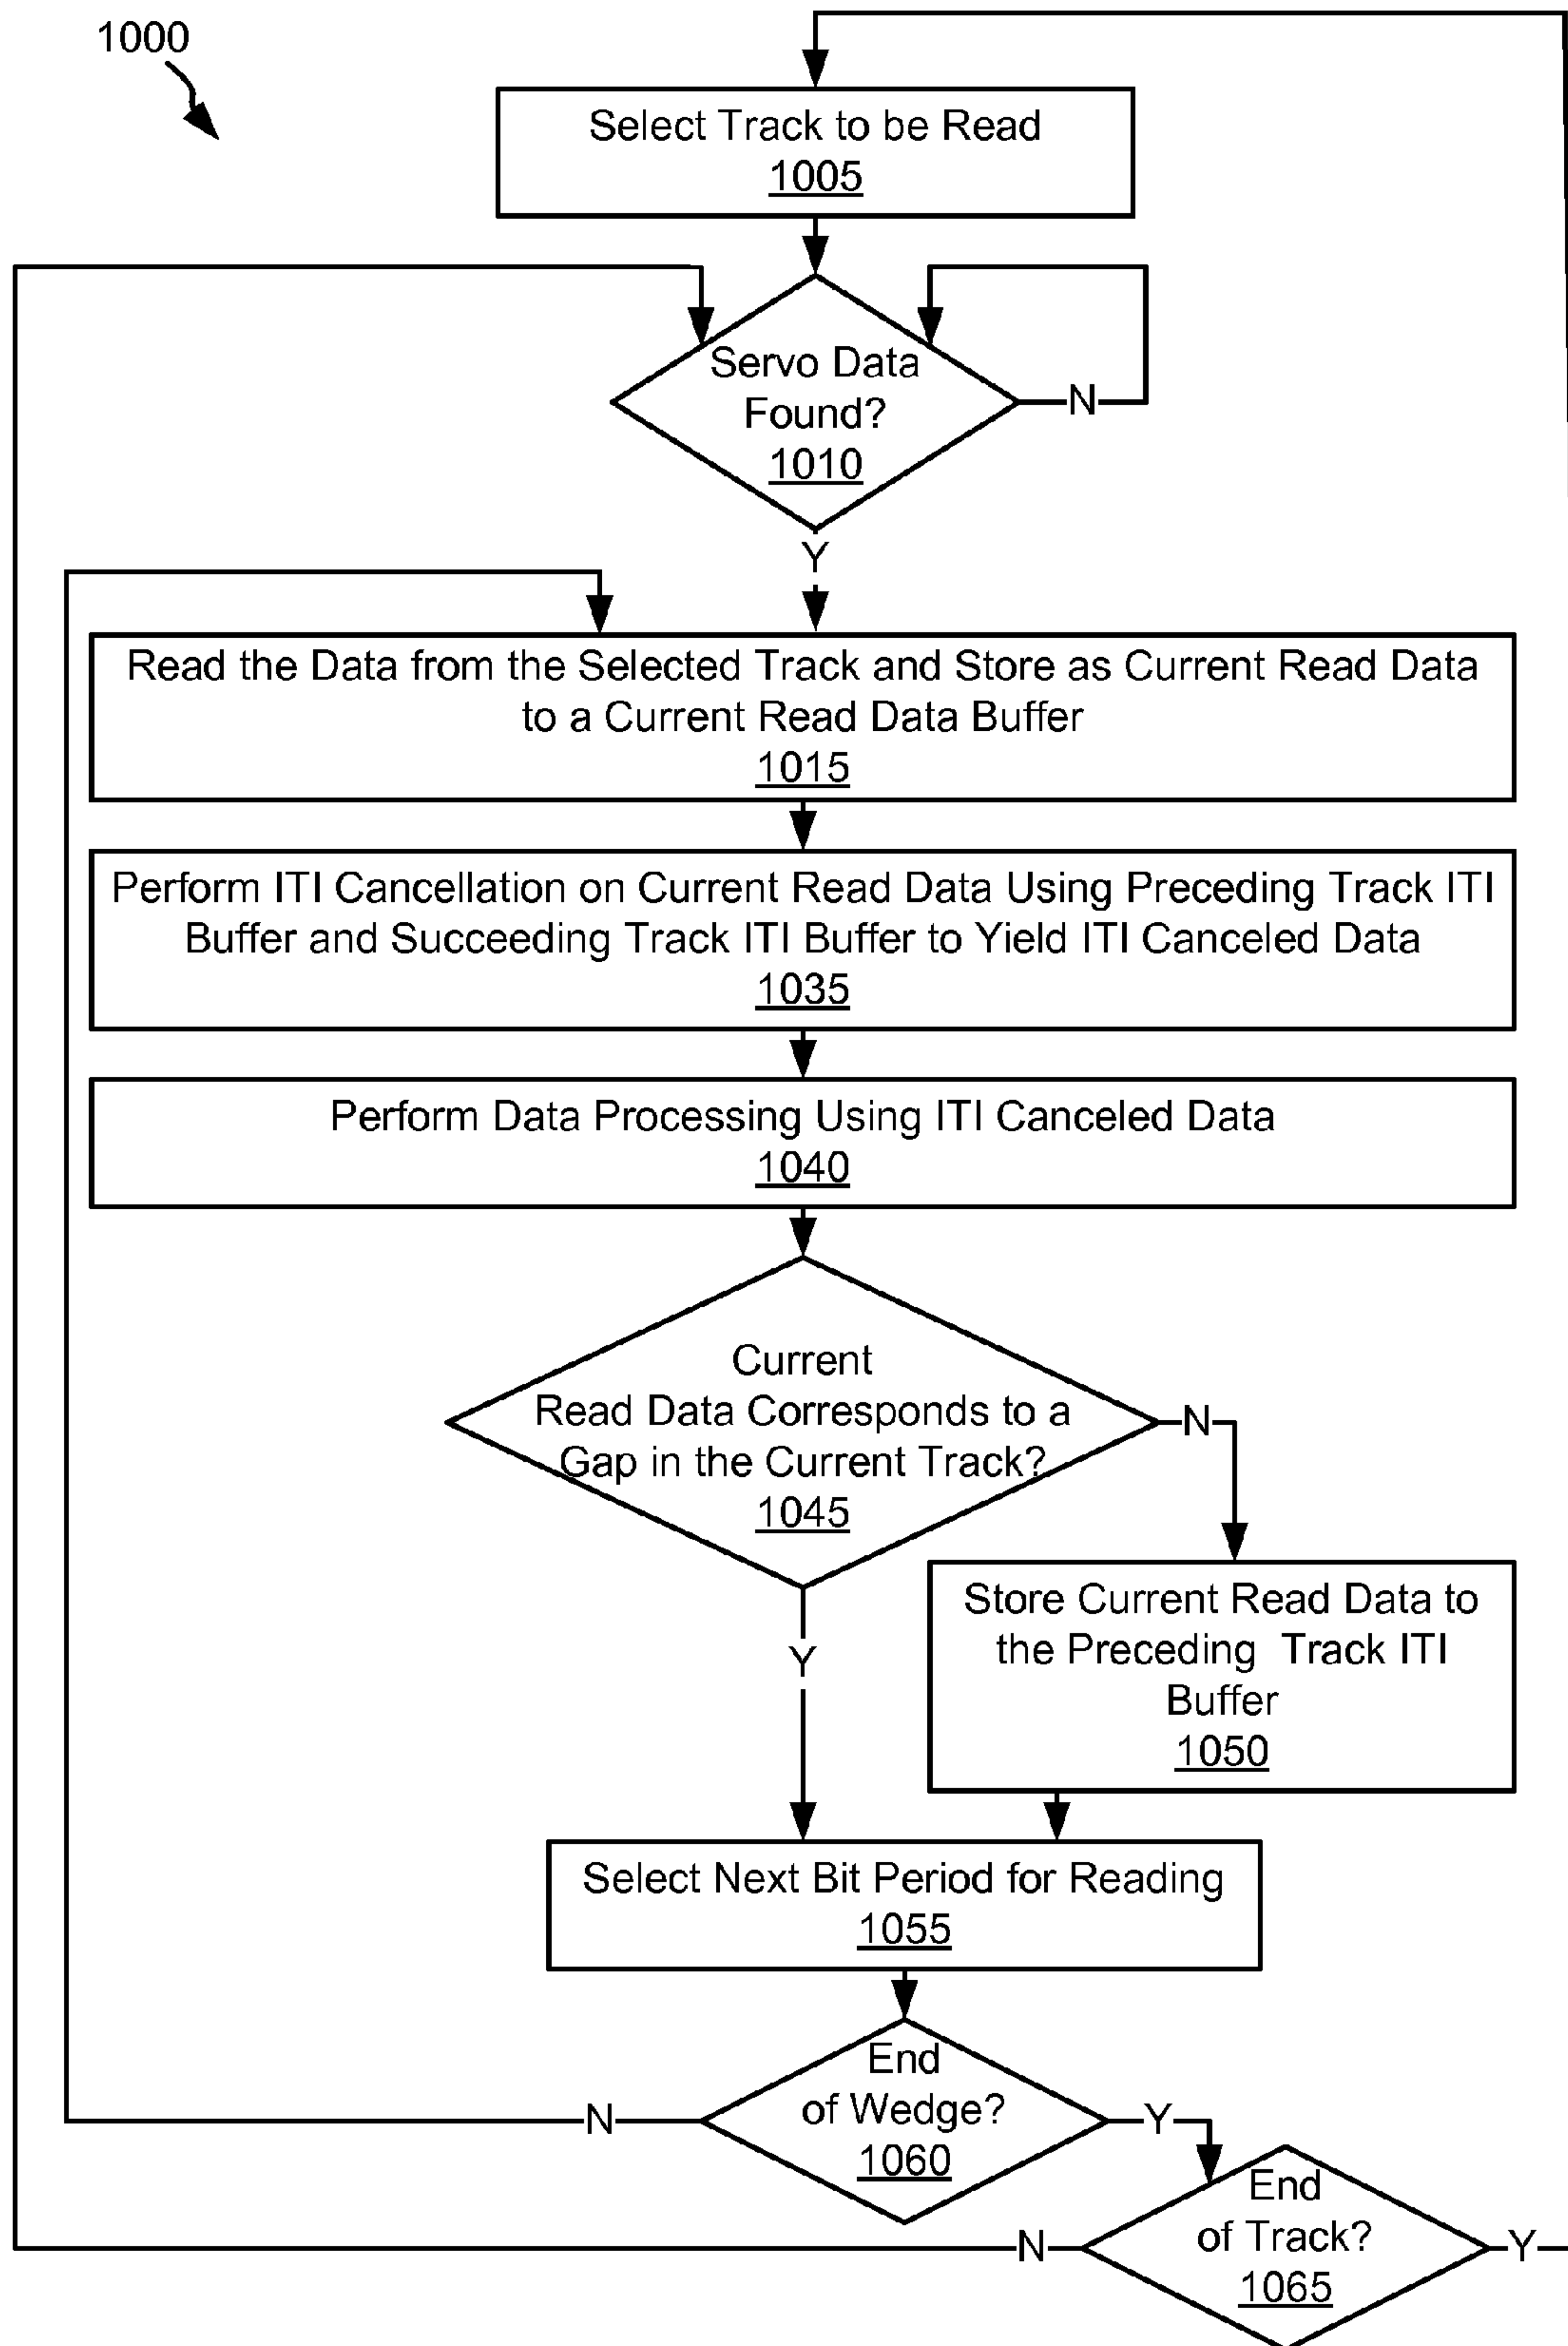 1000
Select Track to be Read
1005
Servo Data
Found?
1010
N
Y
Read the Data from the Selected Track and Store as Current Read Data
to a Current Read Data Buffer
1015
Perform ITI Cancellation on Current Read Data Using Preceding Track ITI
Buffer and Succeeding Track ITI Buffer to Yield ITI Canceled Data
1035
Perform Data Processing Using ITI Canceled Data
1040
Current
Read Data Corresponds to a
Gap in the Current Track?
1045
N
Y
Store Current Read Data to
the Preceding Track ITI
Buffer
1050
Select Next Bit Period for Reading
1055
End
of Wedge?
1060
N
Y
End
of Track?
1065
N
Y